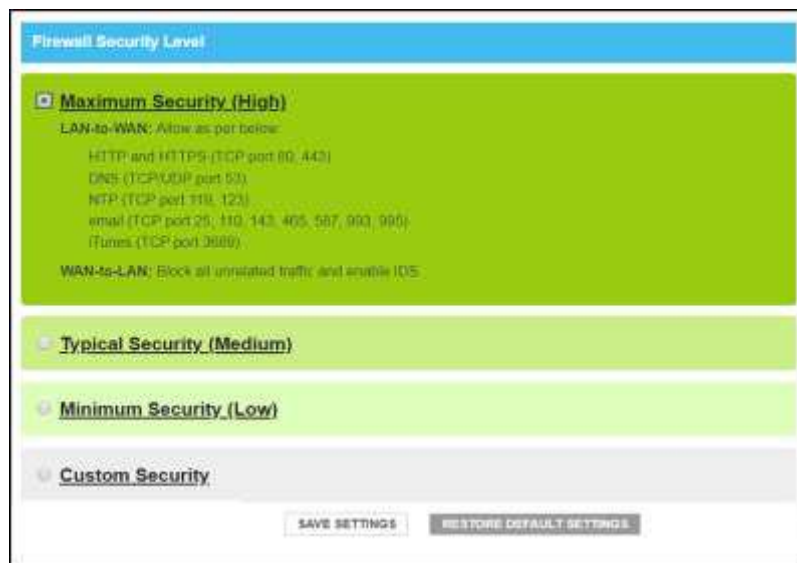 Firewall Security Level
Maximum Security (High)
LAN-to-WAN: Allow as per below.
HTTP and HTTPS (TCP port 80, 443)
DNS (TCP/UDP port 53)
NTP (TCP port 119, 123)
email (TCP port 25, 110, 143, 465, 587, 993, 995)
iTunes (TCP port 3689)
WAN-to-LAN: Block all unrelated traffic and enable IDS.
Typical Security (Medium)
Minimum Security (Low)
Custom Security
SAVE SETTINGS
RESTORE DEFAULT SETTINGS